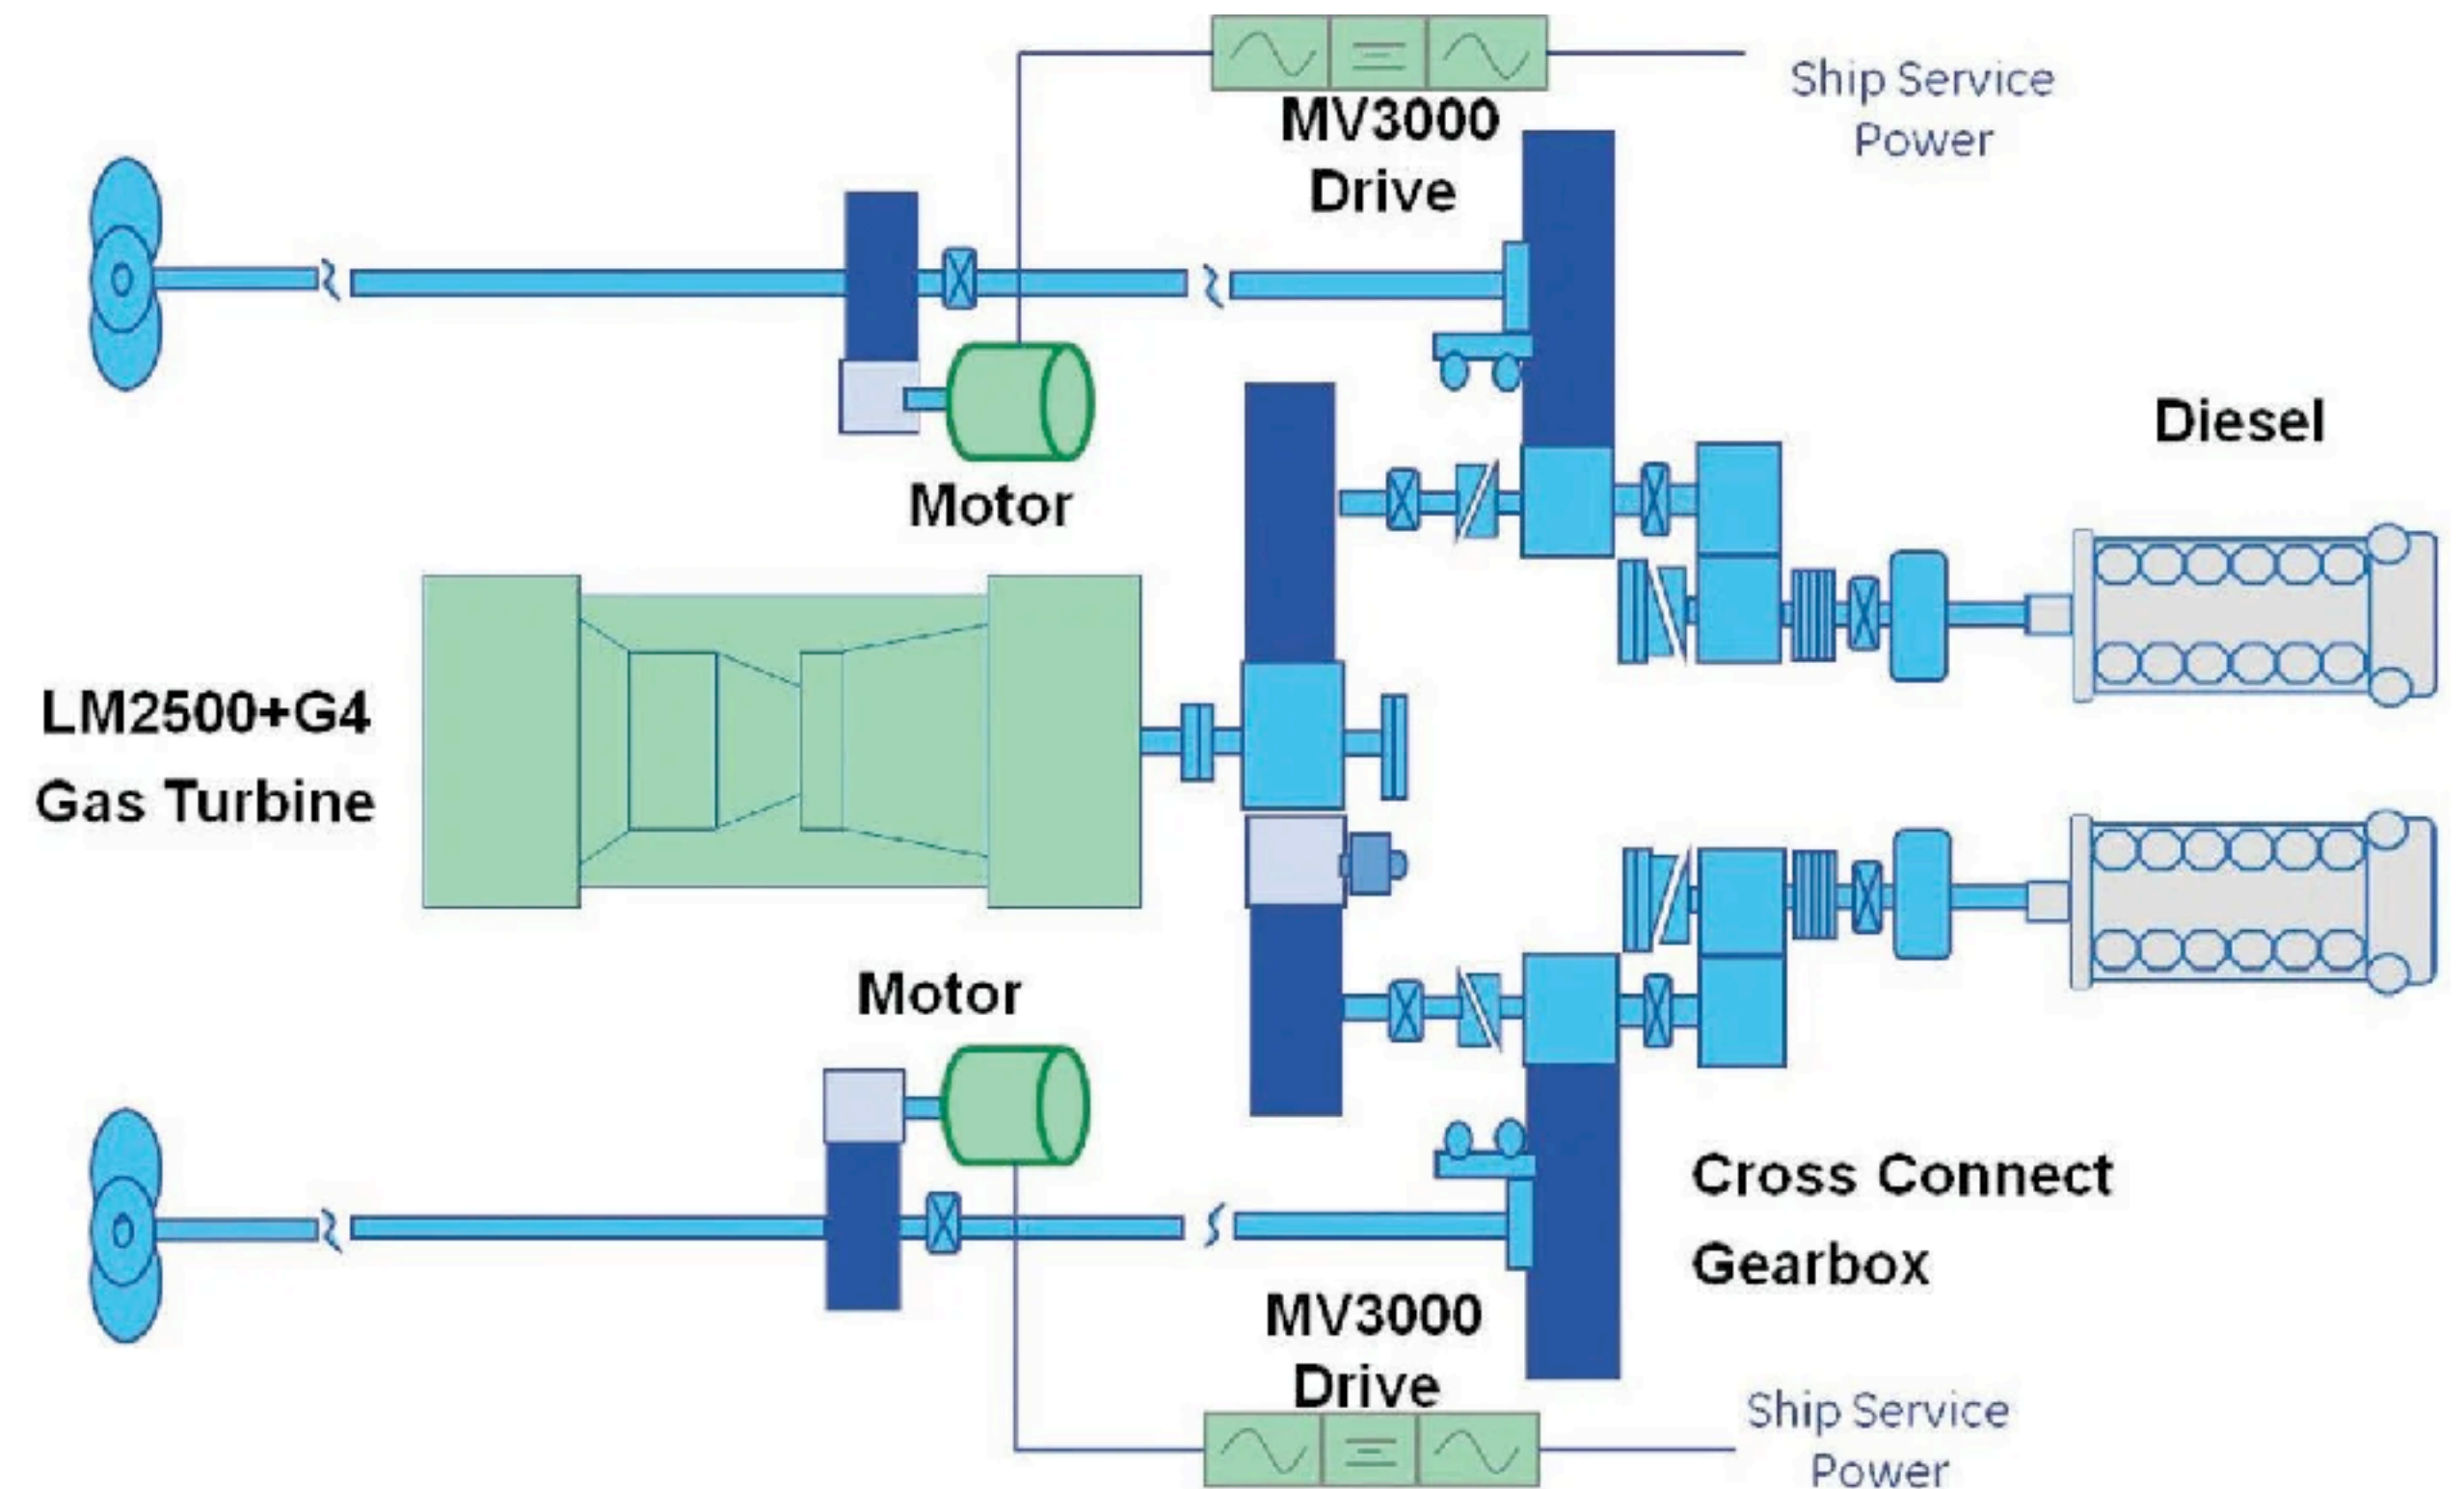 Ship Service
Power
MV3000
Drive
Diesel
Motor
LM2500+G4
Gas Turbine
Motor
Cross Connect
Gearbox
MV3000
Drive
Ship Service
Power